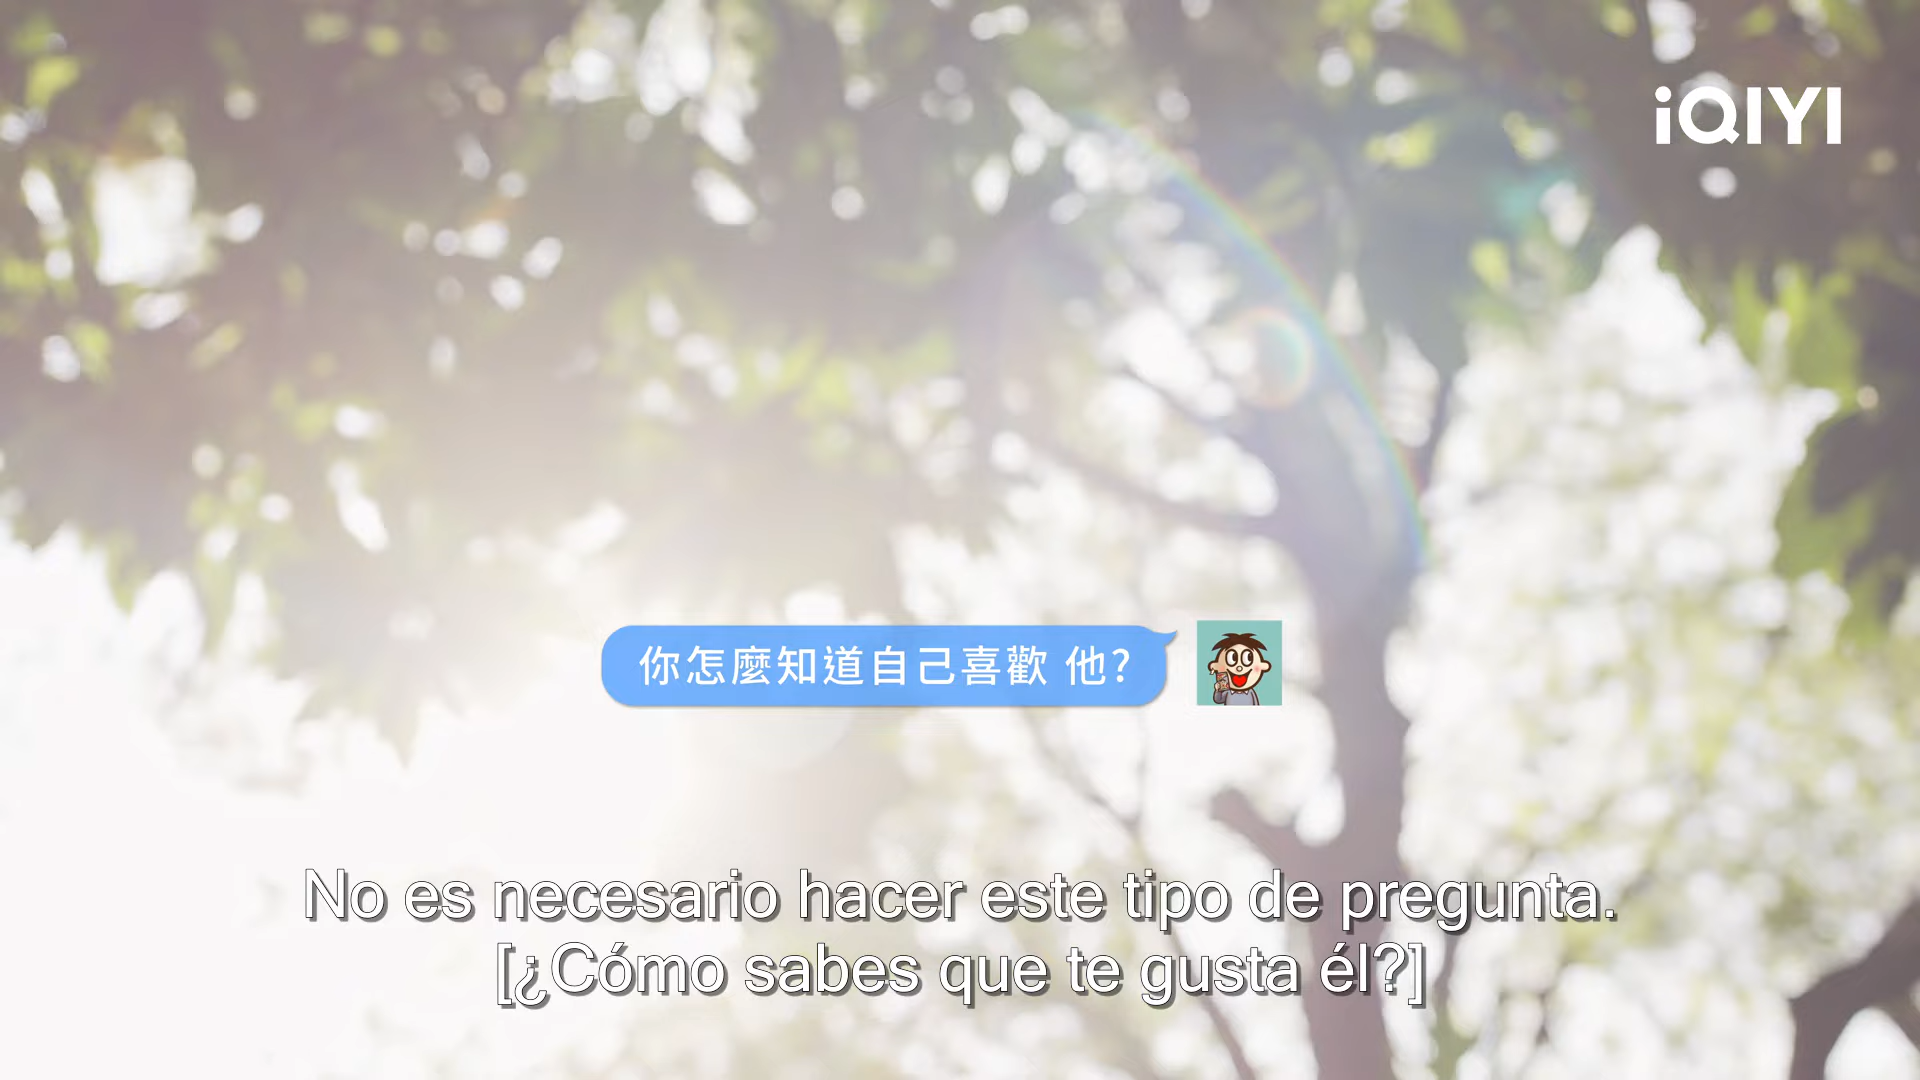 iQIYI
你怎麼知道自己喜歡 他?
No es necesario hacer este tipo de pregunta.
[¿Cómo sabes que te gusta él?]